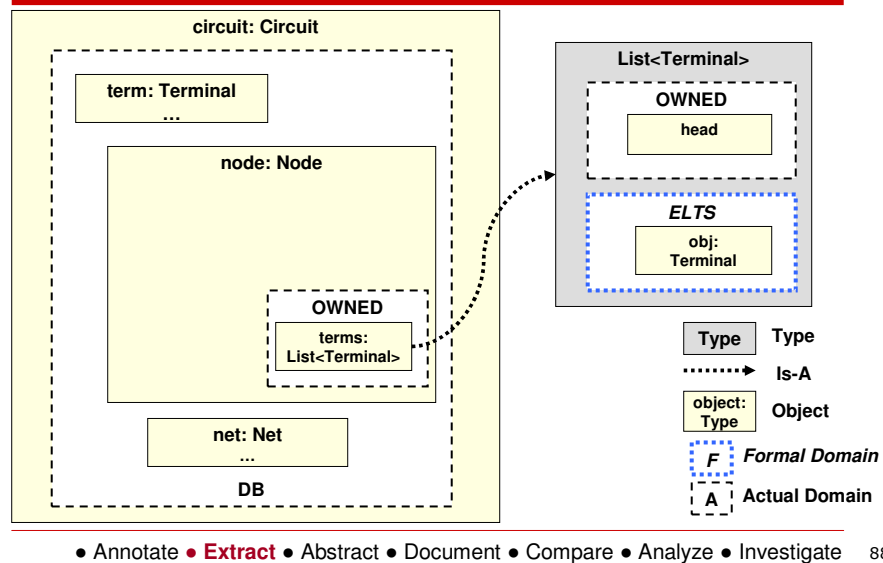 circuit: Circuit
term: Terminal
…
node: Node
OWNED
terms:
List<Terminal>
net: Net
…
DB
List<Terminal>
OWNED
head
ELTS
obj:
Terminal
Type Type
Is-A
object:
Type
Object
F Formal Domain
A Actual Domain
● Annotate ● Extract ● Abstract ● Document ● Compare ● Analyze ● Investigate 88